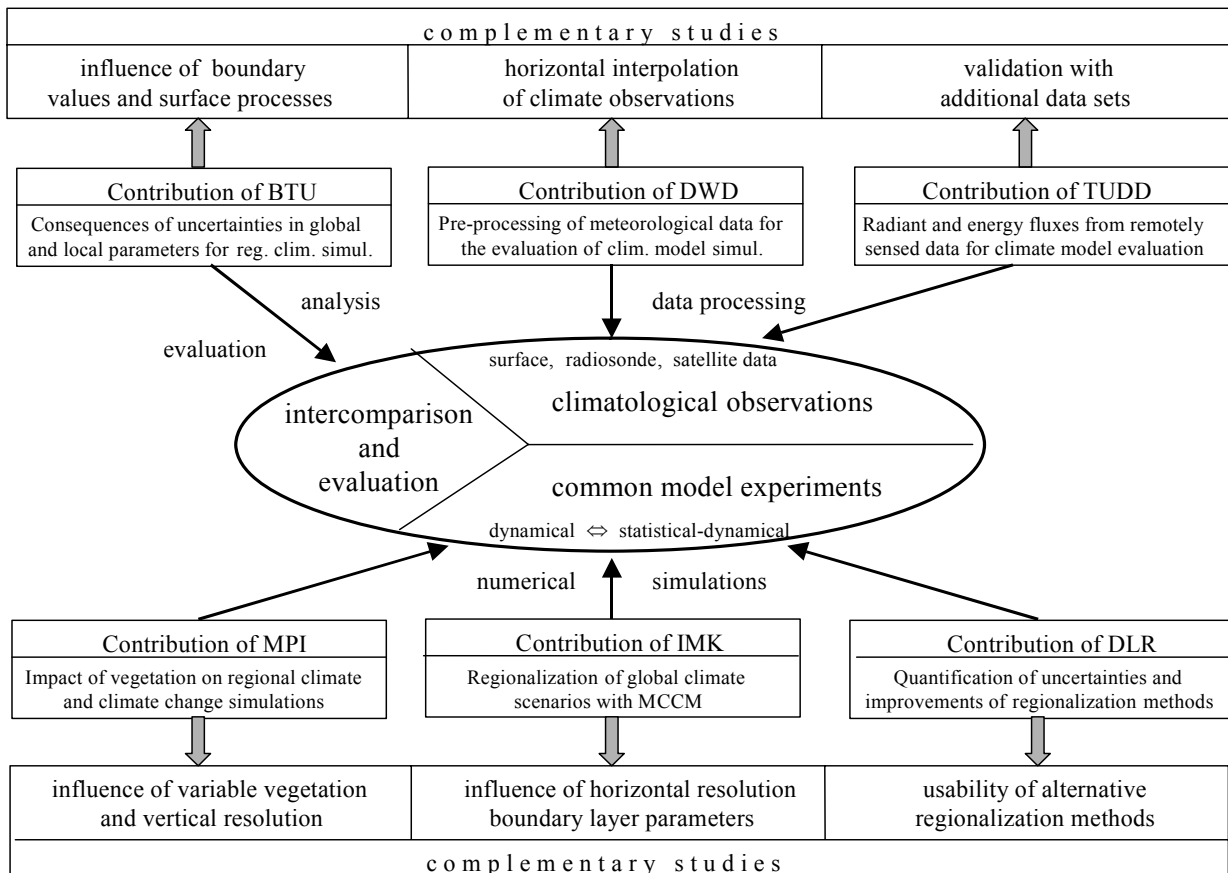 complementary studies
influence of boundary
values and surface processes
horizontal interpolation
of climate observations
validation with
additional data sets
Contribution of BTU
Consequences of uncertainties in global
and local parameters for reg. clim. simul.
Contribution of DWD
Pre-processing of meteorological data for
the evaluation of clim. model simul.
Contribution of TUDD
Radiant and energy fluxes from remotely
sensed data for climate model evaluation
analysis
data processing
evaluation
surface, radiosonde, satellite data
climatological observations
intercomparison
and
evaluation
common model experiments
dynamical ⇔ statistical-dynamical
numerical simulations
Contribution of MPI
Impact of vegetation on regional climate
and climate change simulations
Contribution of IMK
Regionalization of global climate
scenarios with MCCM
Contribution of DLR
Quantification of uncertainties and
improvements of regionalization methods
influence of variable vegetation
and vertical resolution
influence of horizontal resolution
boundary layer parameters
usability of alternative
regionalization methods
complementary studies